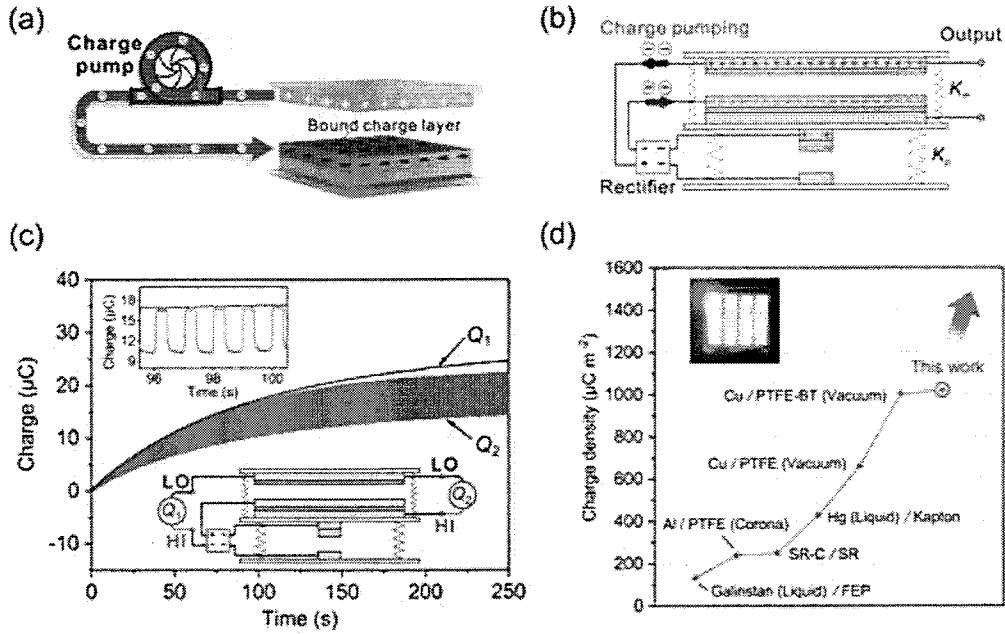 (a)
Charge
pump
Bound charge layer
(b)
Charge pumping
Output
Rectifier
(c)
Charge (μC)
40
30
20
10
0
-10
0
50
100
150
200
250
Time (s)
Charge (μC)
18
15
12
9
96
98
100
Time (s)
Q₁
Q₂
LO
LO
Q₁
Q₂
HI
HI
(d)
Charge density (μC m⁻²)
1600
1400
1200
1000
800
600
400
200
0
This work
Cu / PTFE-BT (Vacuum)
Cu / PTFE (Vacuum)
Hg (Liquid) / Kapton
Al / PTFE (Corona)
SR-C / SR
Galinstan (Liquid) / FEP